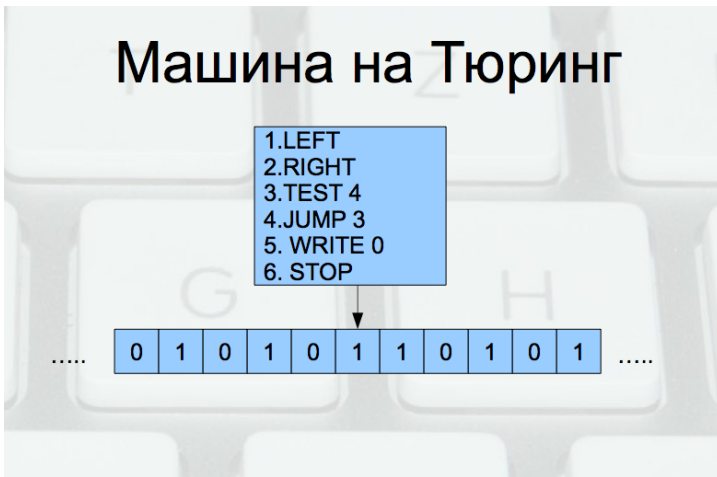 Машина на Тюринг
1.LEFT
2.RIGHT
3.TEST 4
4.JUMP 3
5. WRITE 0
6. STOP
..... 0 1 0 1 0 1 1 0 1 0 1 .....
G H